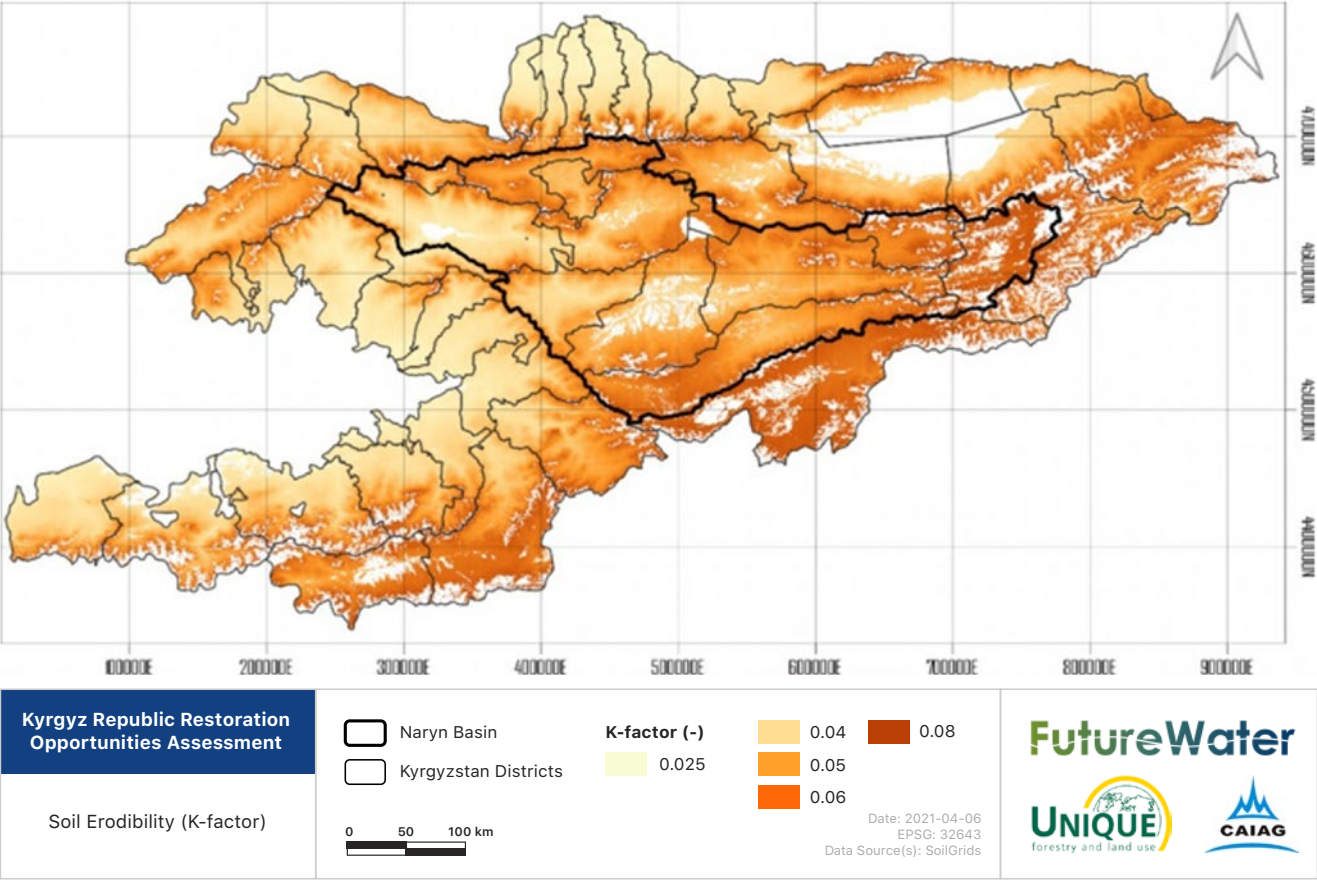 100000E 200000E 300000E 400000E 500000E 600000E 700000E 800000E 900000E
Kyrgyz Republic Restoration
Opportunities Assessment
Soil Erodibility (K-factor)
Naryn Basin
Kyrgyzstan Districts
0 50 100 km
K-factor (-)
0.025
0.04
0.05
0.06
0.08
Date: 2021-04-06
EPSG: 32643
Data Source(s): SoilGrids
FutureWater
UNIQUE
forestry and land use
CAIAG